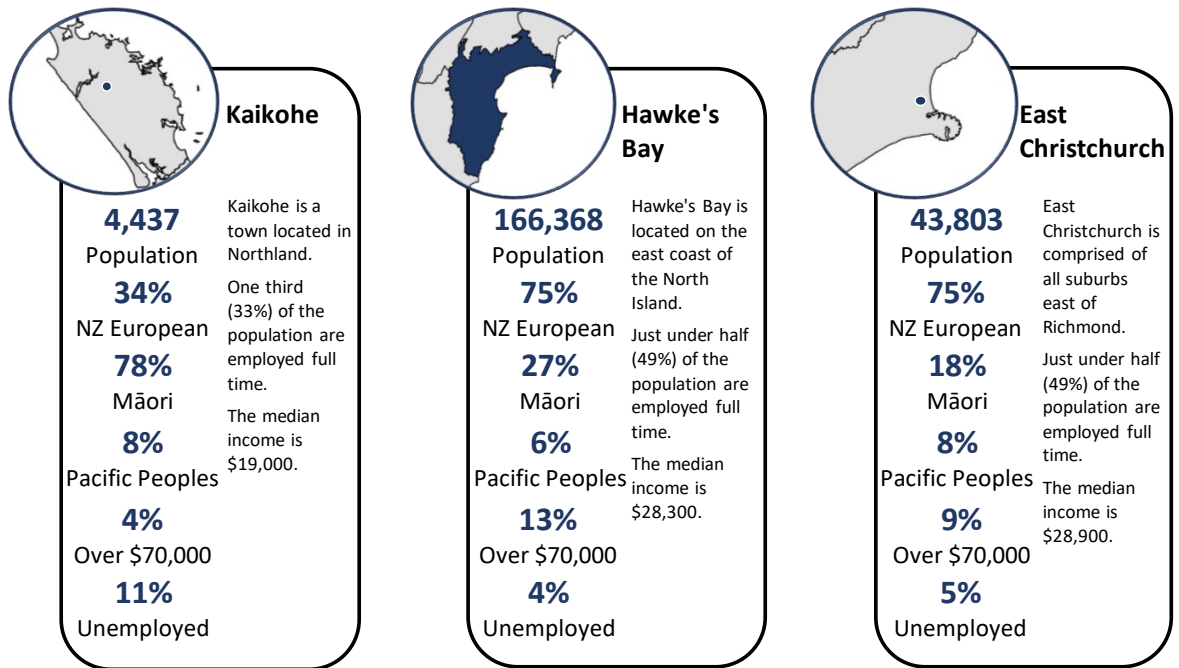 Kaikohe
4,437
Population
34%
NZ European
78%
Māori
8%
Pacific Peoples
4%
Over $70,000
11%
Unemployed
Kaikohe is a
town located in
Northland.
One third
(33%) of the
population are
employed full
time.
The median
income is
$19,000.
Hawke's
Bay
166,368
Population
75%
NZ European
27%
Māori
6%
Pacific Peoples
13%
Over $70,000
4%
Unemployed
Hawke's Bay is
located on the
east coast of
the North
Island.
Just under half
(49%) of the
population are
employed full
time.
The median
income is
$28,300.
East
Christchurch
43,803
Population
75%
NZ European
18%
Māori
8%
Pacific Peoples
9%
Over $70,000
5%
Unemployed
East
Christchurch is
comprised of
all suburbs
east of
Richmond.
Just under half
(49%) of the
population are
employed full
time.
The median
income is
$28,900.